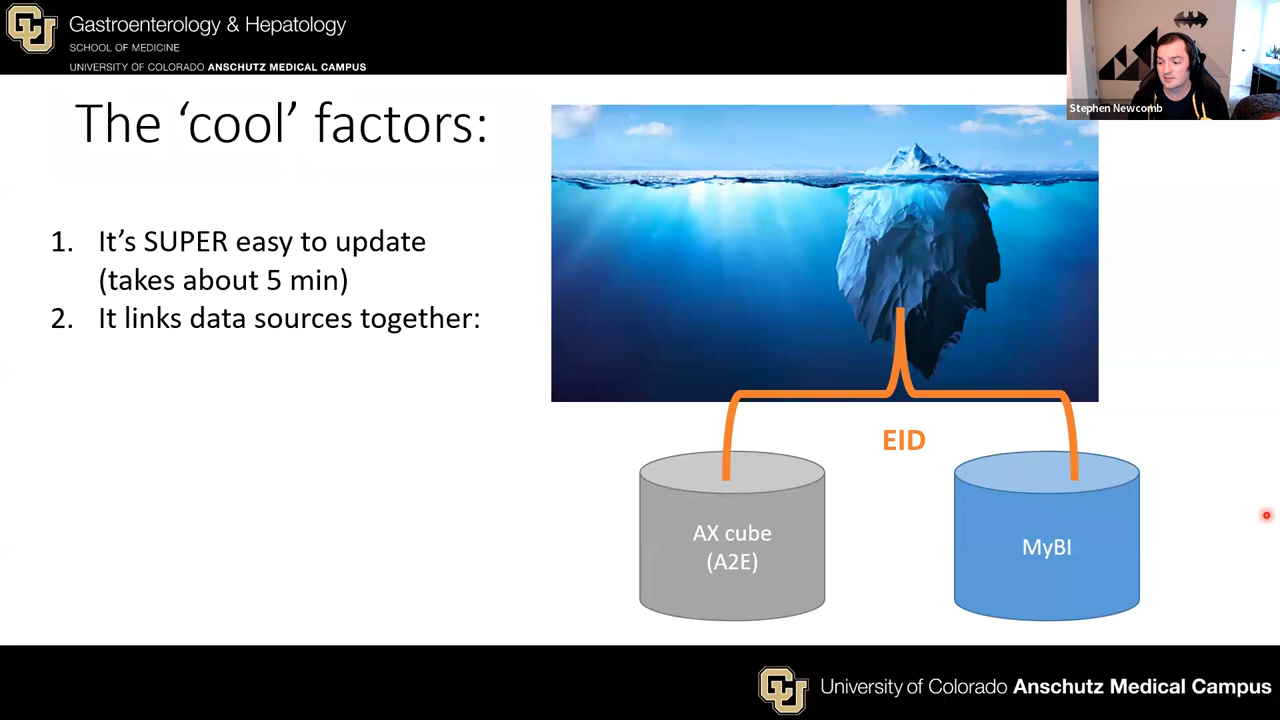 Gastroenterology & Hepatology
SCHOOL OF MEDICINE
UNIVERSITY OF COLORADO ANSCHUTZ MEDICAL CAMPUS
Stephen Newcomb
The ‘cool’ factors:
1. It’s SUPER easy to update
(takes about 5 min)
2. It links data sources together:
EID
AX cube
(A2E)
MyBI
University of Colorado Anschutz Medical Campus